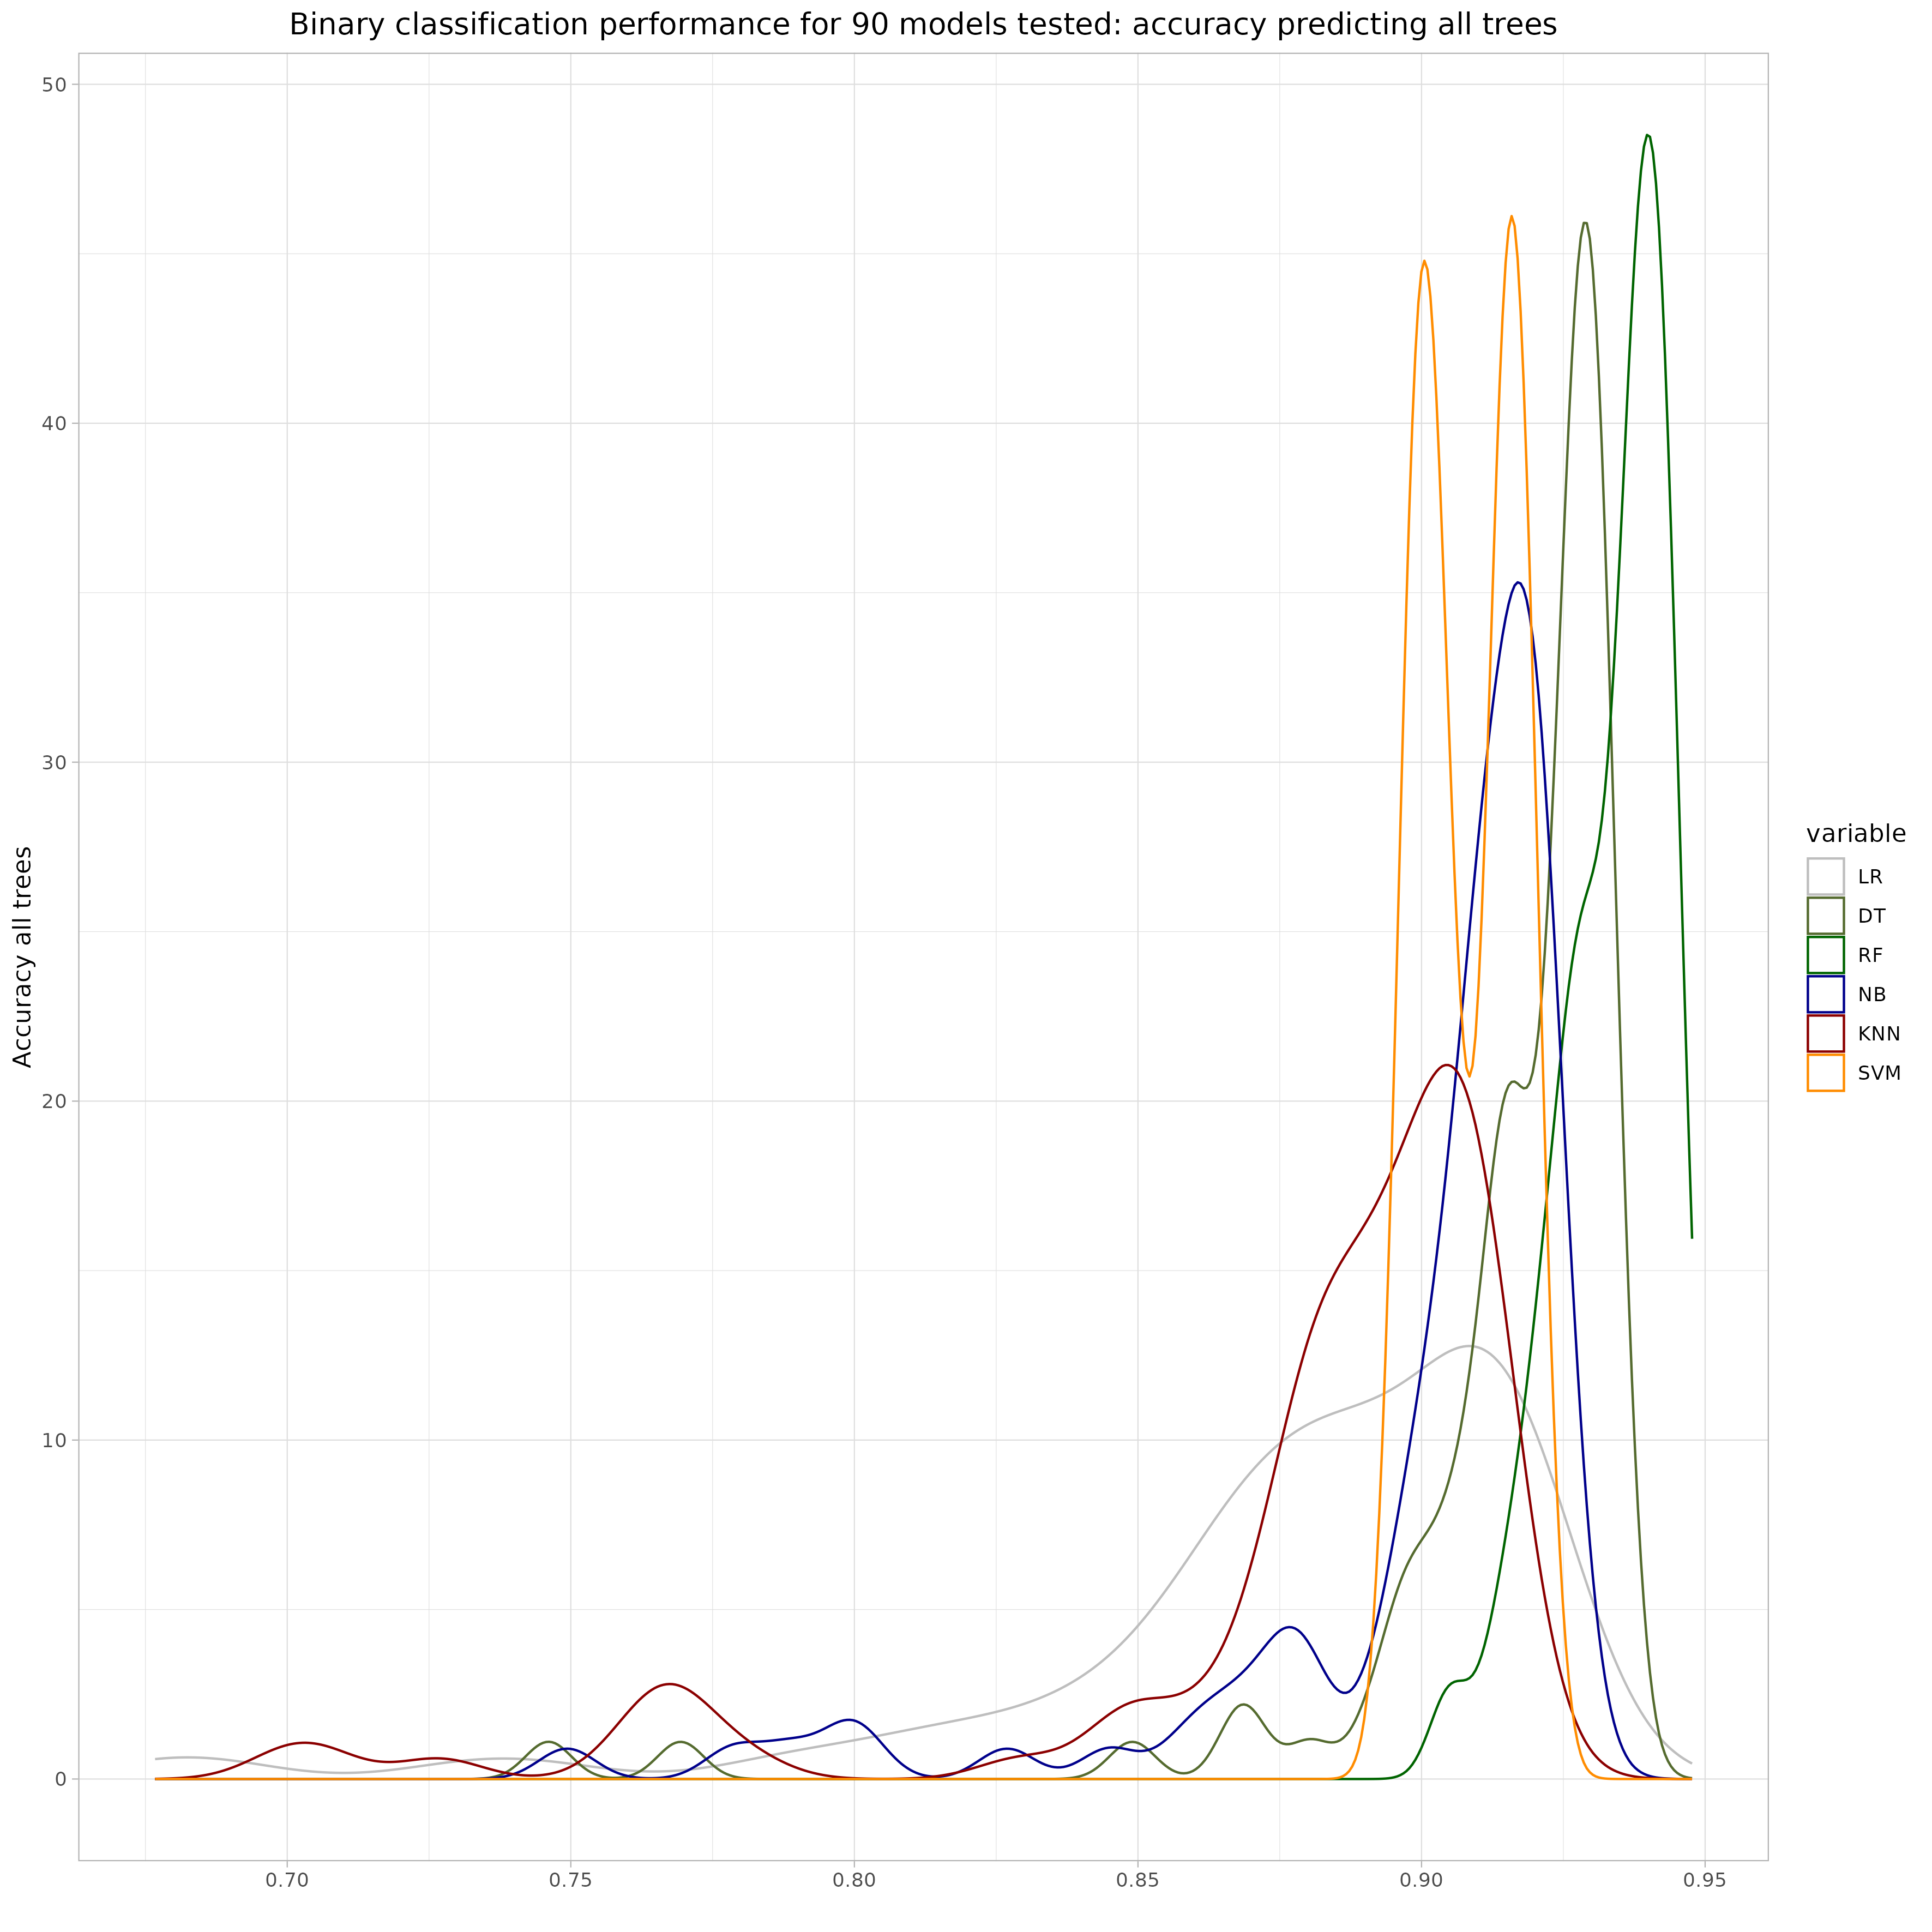 Binary classification performance for 90 models tested: accuracy predicting all trees
50
40
30
20
10
0
Accuracy all trees
0.70
0.75
0.80
0.85
0.90
0.95
variable
LR
DT
RF
NB
KNN
SVM